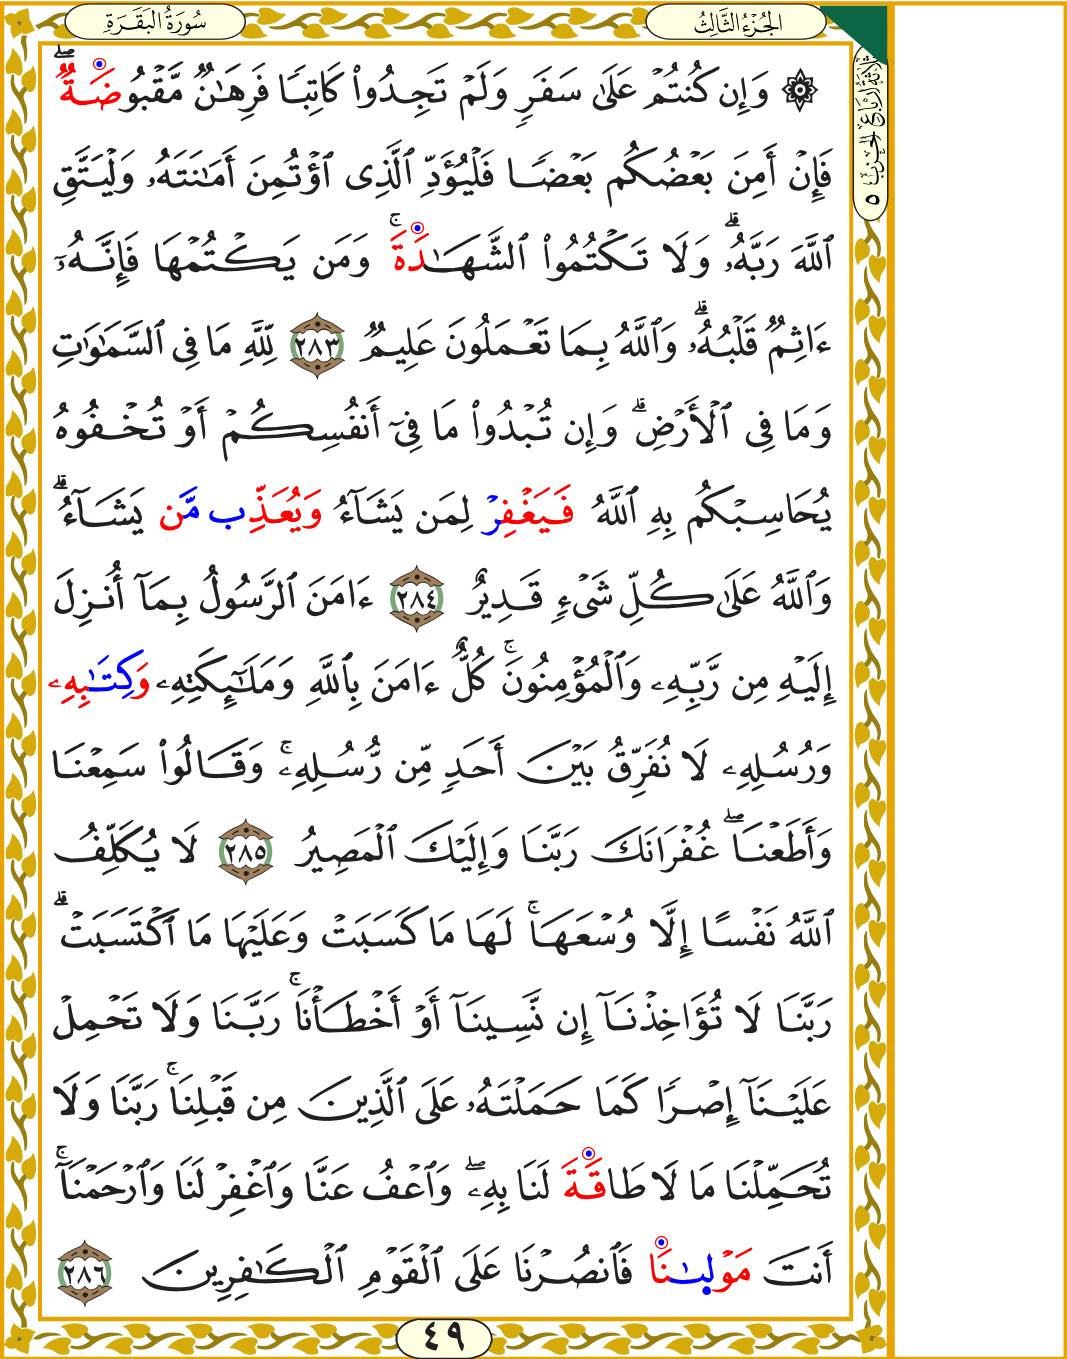 سُورَةُ البَقَرَةِ
الجُزْءُ الثَّالِثُ
ثَلَاثَةُ أَرْبَاعِ الحِزْبِ ٥
۞ وَإِن كُنتُمْ عَلَىٰ سَفَرٖ وَلَمْ تَجِدُوا۟ كَاتِبٗا فَرِهَـٰنٞ مَّقْبُوضَةٞۖ
فَإِنْ أَمِنَ بَعْضُكُم بَعْضٗا فَلْيُؤَدِّ ٱلَّذِى ٱؤْتُمِنَ أَمَـٰنَتَهُۥ وَلْيَتَّقِ
ٱللَّهَ رَبَّهُۥۗ وَلَا تَكْتُمُوا۟ ٱلشَّهَـٰدَةَۚ وَمَن يَكْتُمْهَا فَإِنَّهُۥٓ
ءَاثِمٞ قَلْبُهُۥۗ وَٱللَّهُ بِمَا تَعْمَلُونَ عَلِيمٞ ٢٨٣ لِّلَّهِ مَا فِى ٱلسَّمَـٰوَٰتِ
وَمَا فِى ٱلْأَرْضِۗ وَإِن تُبْدُوا۟ مَا فِىٓ أَنفُسِكُمْ أَوْ تُخْفُوهُ
يُحَاسِبْكُم بِهِ ٱللَّهُ فَيَغْفِرْ لِمَن يَشَآءُ وَيُعَذِّب مَّن يَشَآءُۗ
وَٱللَّهُ عَلَىٰ كُلِّ شَىْءٖ قَدِيرٌ ٢٨٤ ءَامَنَ ٱلرَّسُولُ بِمَآ أُنزِلَ
إِلَيْهِ مِن رَّبِّهِۦ وَٱلْمُؤْمِنُونَۚ كُلٌّ ءَامَنَ بِٱللَّهِ وَمَلَـٰٓئِكَتِهِۦ وَكِتَـٰبِهِۦ
وَرُسُلِهِۦ لَا نُفَرِّقُ بَيْنَ أَحَدٖ مِّن رُّسُلِهِۦۚ وَقَالُوا۟ سَمِعْنَا
وَأَطَعْنَاۖ غُفْرَانَكَ رَبَّنَا وَإِلَيْكَ ٱلْمَصِيرُ ٢٨٥ لَا يُكَلِّفُ
ٱللَّهُ نَفْسًا إِلَّا وُسْعَهَاۚ لَهَا مَا كَسَبَتْ وَعَلَيْهَا مَا ٱكْتَسَبَتْۗ
رَبَّنَا لَا تُؤَاخِذْنَآ إِن نَّسِينَآ أَوْ أَخْطَأْنَاۚ رَبَّنَا وَلَا تَحْمِلْ
عَلَيْنَآ إِصْرٗا كَمَا حَمَلْتَهُۥ عَلَى ٱلَّذِينَ مِن قَبْلِنَاۚ رَبَّنَا وَلَا
تُحَمِّلْنَا مَا لَا طَاقَةَ لَنَا بِهِۦۖ وَٱعْفُ عَنَّا وَٱغْفِرْ لَنَا وَٱرْحَمْنَآۚ
أَنتَ مَوْلىٰنَا فَٱنصُرْنَا عَلَى ٱلْقَوْمِ ٱلْكَـٰفِرِينَ ٢٨٦
٤٩